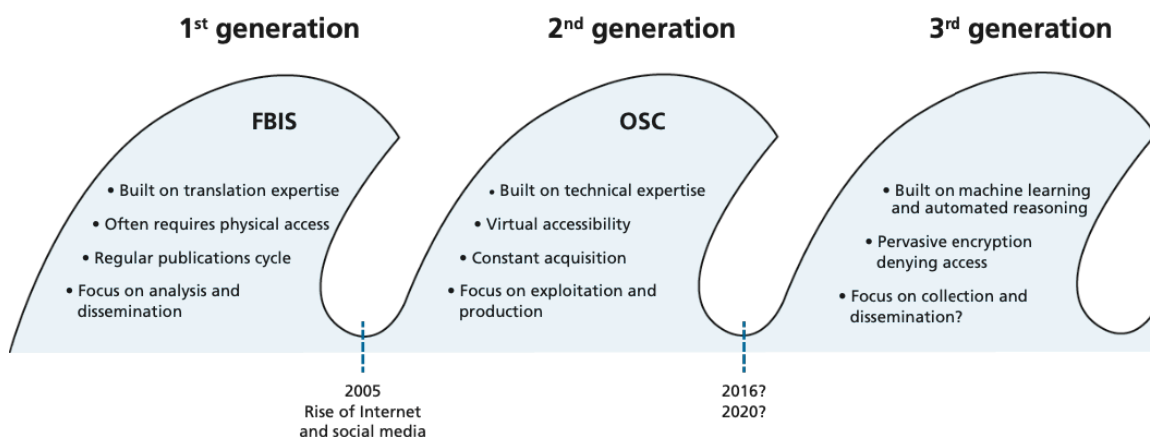 1st generation
2nd generation
3rd generation
FBIS
• Built on translation expertise
• Often requires physical access
• Regular publications cycle
• Focus on analysis and
dissemination
OSC
• Built on technical expertise
• Virtual accessibility
• Constant acquisition
• Focus on exploitation and
production
• Built on machine learning
and automated reasoning
• Pervasive encryption
denying access
• Focus on collection and
dissemination?
2005
Rise of Internet
and social media
2016?
2020?